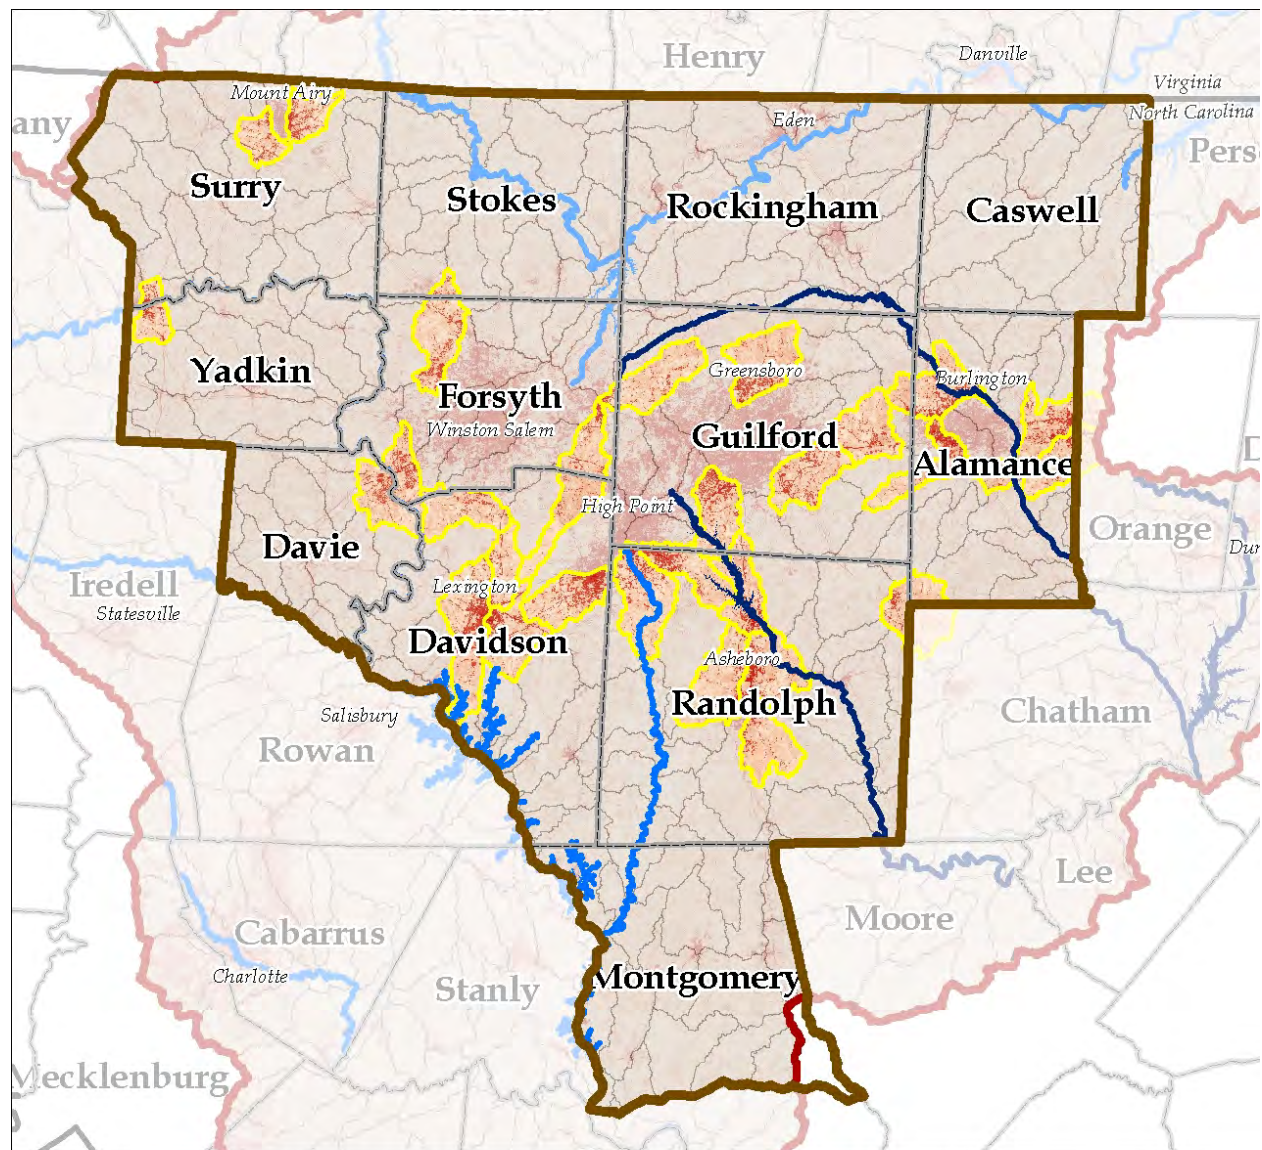 Henry
Danville
Virginia
Mount Airy
North Carolina
any
Eden
Pers
Surry
Stokes
Rockingham
Caswell
Yadkin
Greensboro
Burlington
Forsyth
Winston Salem
Guilford
Alamance
D
High Point
Orange
Davie
Dur
Iredell
Lexington
Statesville
Davidson
Asheboro
Randolph
Chatham
Salisbury
Rowan
Lee
Moore
Cabarrus
Charlotte
Montgomery
Stanly
Mecklenburg